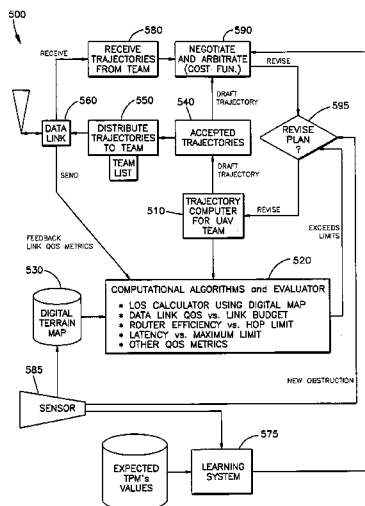 500
580
590
RECEIVE
RECEIVE
TRAJECTORIES
FROM TEAM
NEGOTIATE
AND ARBITRATE
(COST FUN.)
REVISE
560
550
540
DRAFT
TRAJECTORY
595
DATA
LINK
DISTRIBUTE
TRAJECTORIES
TO TEAM
TEAM
LIST
ACCEPTED
TRAJECTORIES
REVISE
PLAN
?
SEND
DRAFT
TRAJECTORY
510
TRAJECTORY
COMPUTER
FOR UAV
TEAM
REVISE
EXCEEDS
LIMITS
FEEDBACK
LINK QOS METRICS
530
520
DIGITAL
TERRAIN
MAP
COMPUTATIONAL ALGORITHMS and EVALUATOR
* LOS CALCULATOR USING DIGITAL MAP
* DATA LINK QOS vs. LINK BUDGET
* ROUTER EFFICIENCY vs. HOP LIMIT
* LATENCY vs. MAXIMUM LIMIT
* OTHER QOS METRICS
585
SENSOR
NEW OBSTRUCTION
575
EXPECTED
TPM's
VALUES
LEARNING
SYSTEM